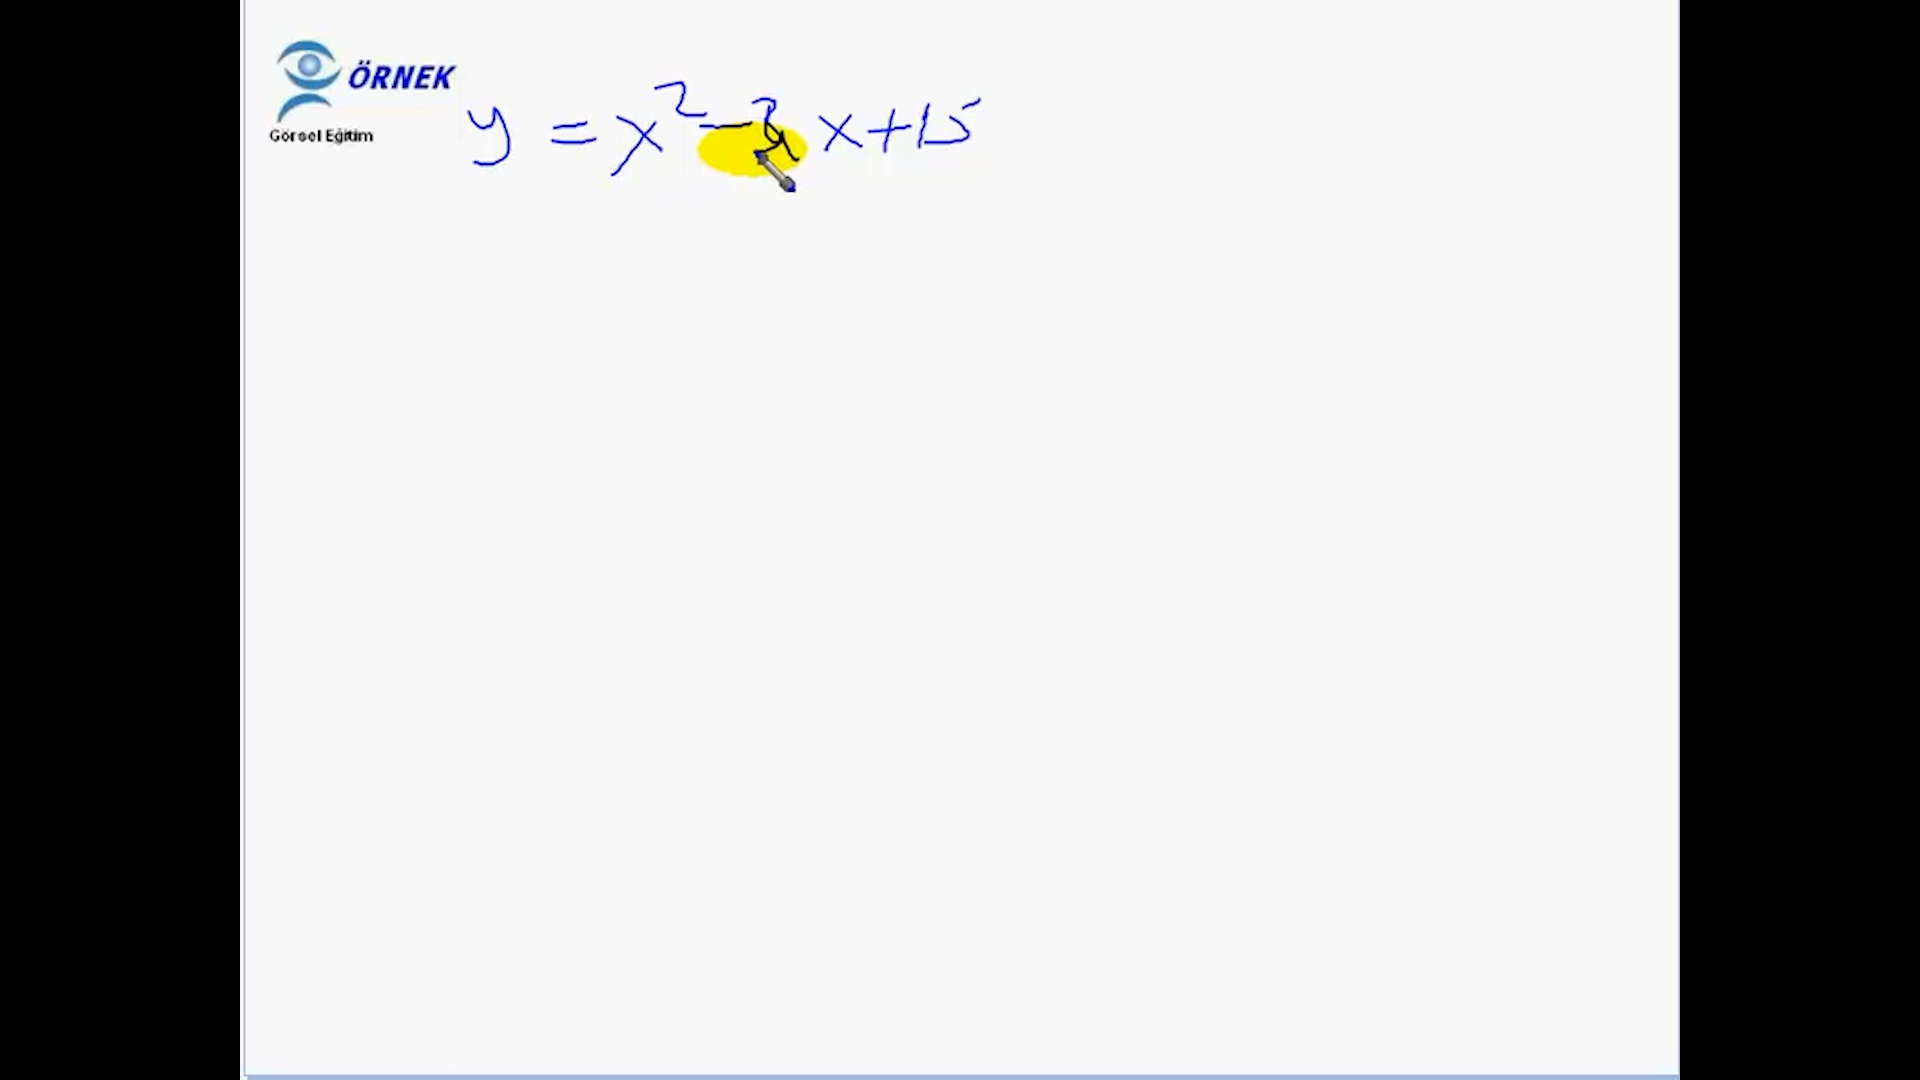 ÖRNEK
Görsel Eğitim
y = x² - 8x + 15